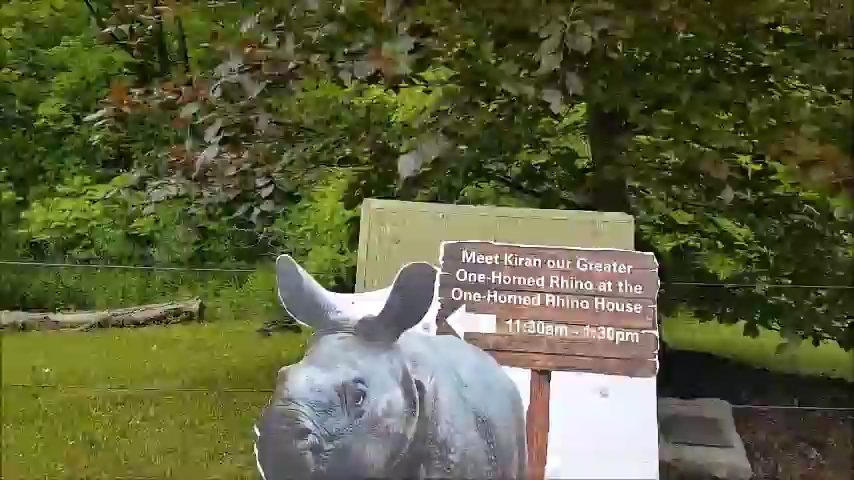 Meet Kiran our Greater
One-Horned Rhino at the
One-Horned Rhino House
11:30am - 1:30pm